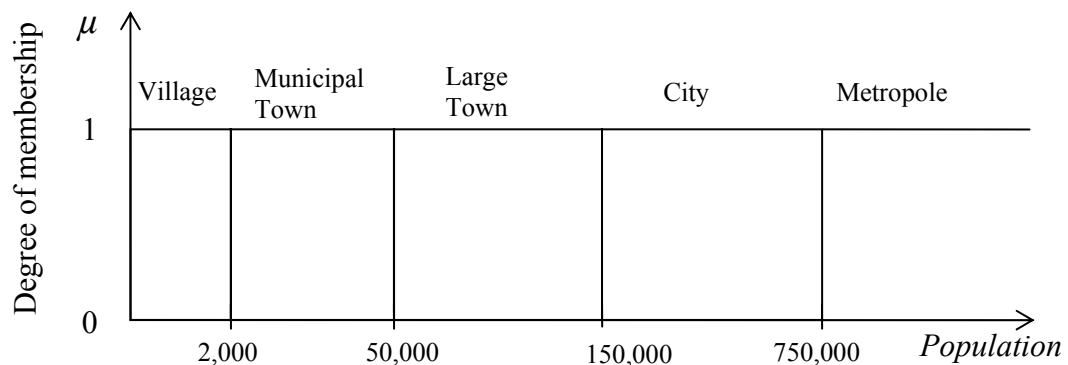 μ
Degree of membership
Village
Municipal
Town
Large
Town
City
Metropole
1
0
2,000
50,000
150,000
750,000
Population